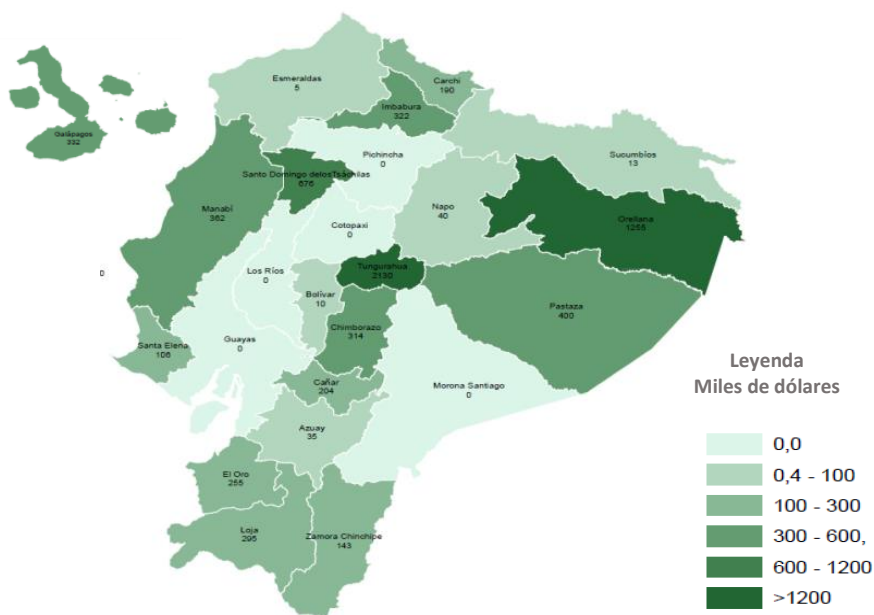 Esmeraldas
5
Carchi
190
Imbabura
322
Galápagos
332
Pichincha
0
Sucumbíos
13
Santo Domingo delosTsáchilas
676
Manabí
362
Napo
40
Orellana
1255
Cotopaxi
0
0
Los Ríos
0
Tungurahua
2130
Bolívar
10
Pastaza
400
Chimborazo
314
Santa Elena
106
Guayas
0
Cañar
204
Morona Santiago
0
Azuay
35
El Oro
255
Loja
295
Zamora Chinchipe
143
Leyenda
Miles de dólares
0,0
0,4 - 100
100 - 300
300 - 600,
600 - 1200
>1200